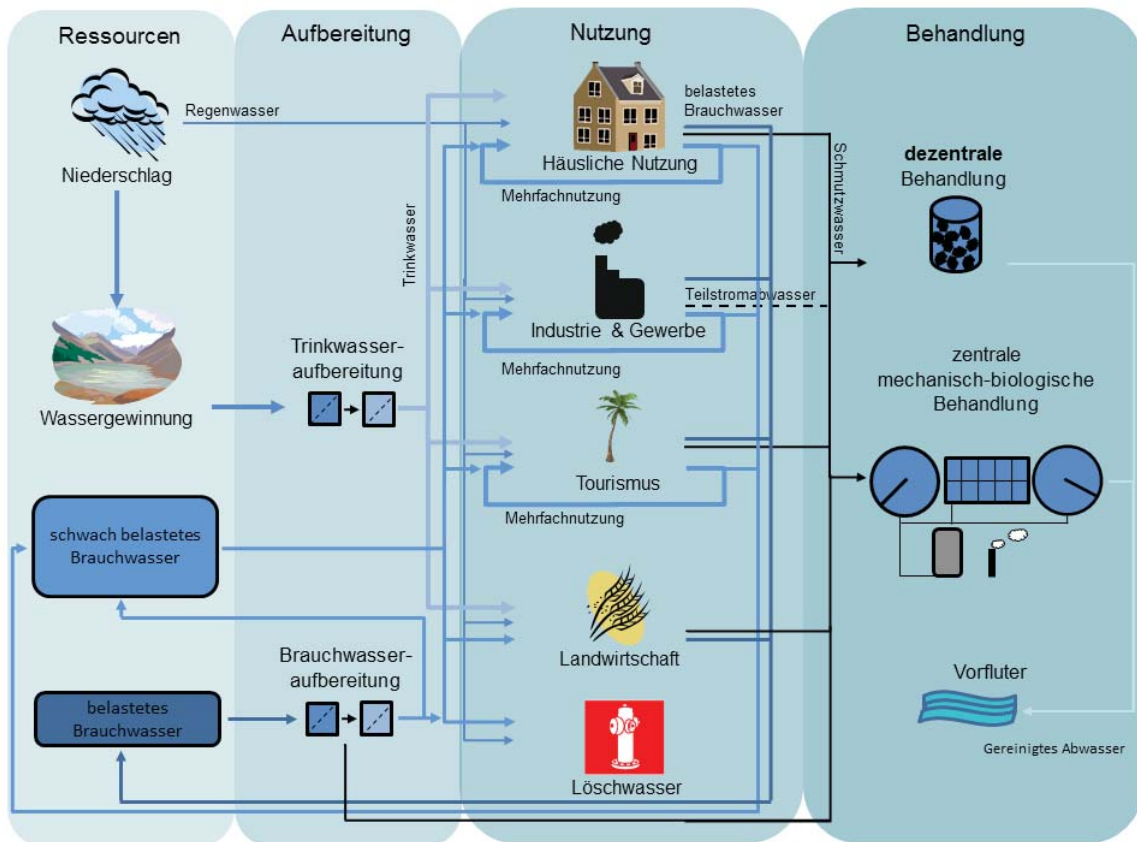 Ressourcen
Aufbereitung
Nutzung
Behandlung
Niederschlag
Regenwasser
Wassergewinnung
schwach belastetes
Brauchwasser
belastetes
Brauchwasser
Trinkwasser-
aufbereitung
Brauchwasser-
aufbereitung
Trinkwasser
belastetes
Brauchwasser
Häusliche Nutzung
Mehrfachnutzung
Teilstromabwasser
Industrie & Gewerbe
Mehrfachnutzung
Tourismus
Mehrfachnutzung
Landwirtschaft
Löschwasser
Schmutzwasser
dezentrale
Behandlung
zentrale
mechanisch-biologische
Behandlung
Vorfluter
Gereinigtes Abwasser